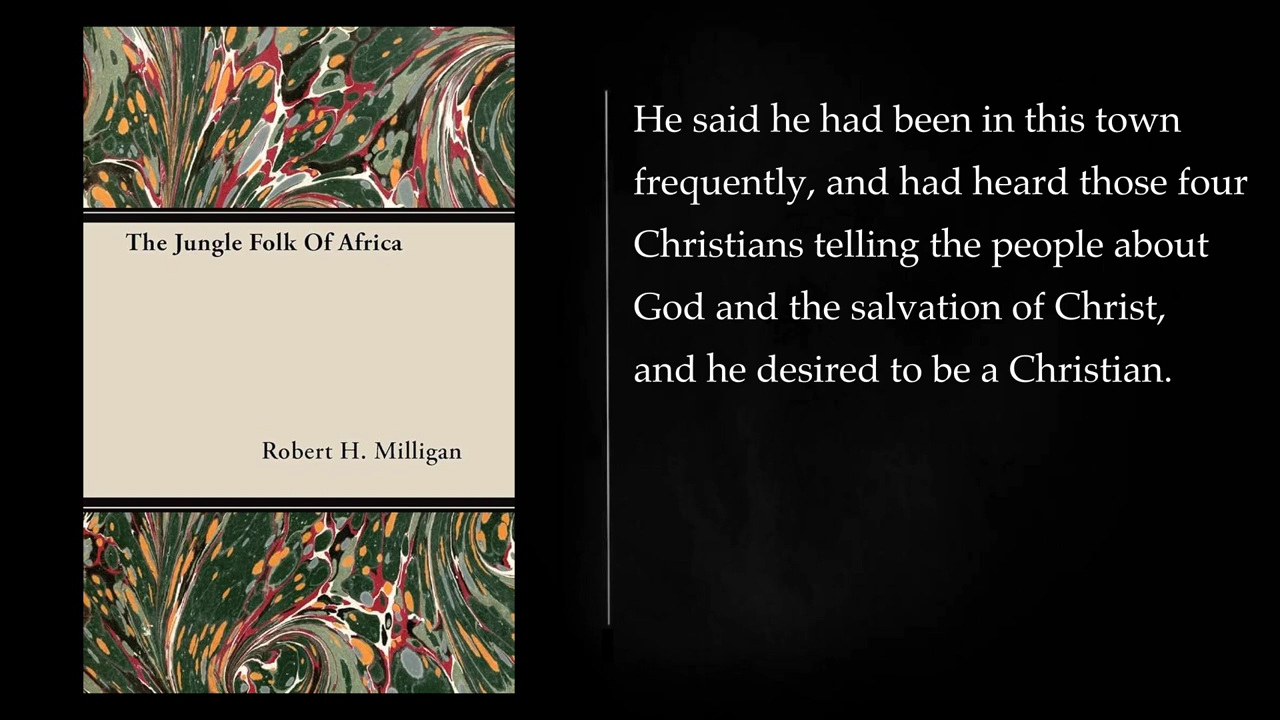 The Jungle Folk Of Africa
Robert H. Milligan
He said he had been in this town
frequently, and had heard those four
Christians telling the people about
God and the salvation of Christ,
and he desired to be a Christian.